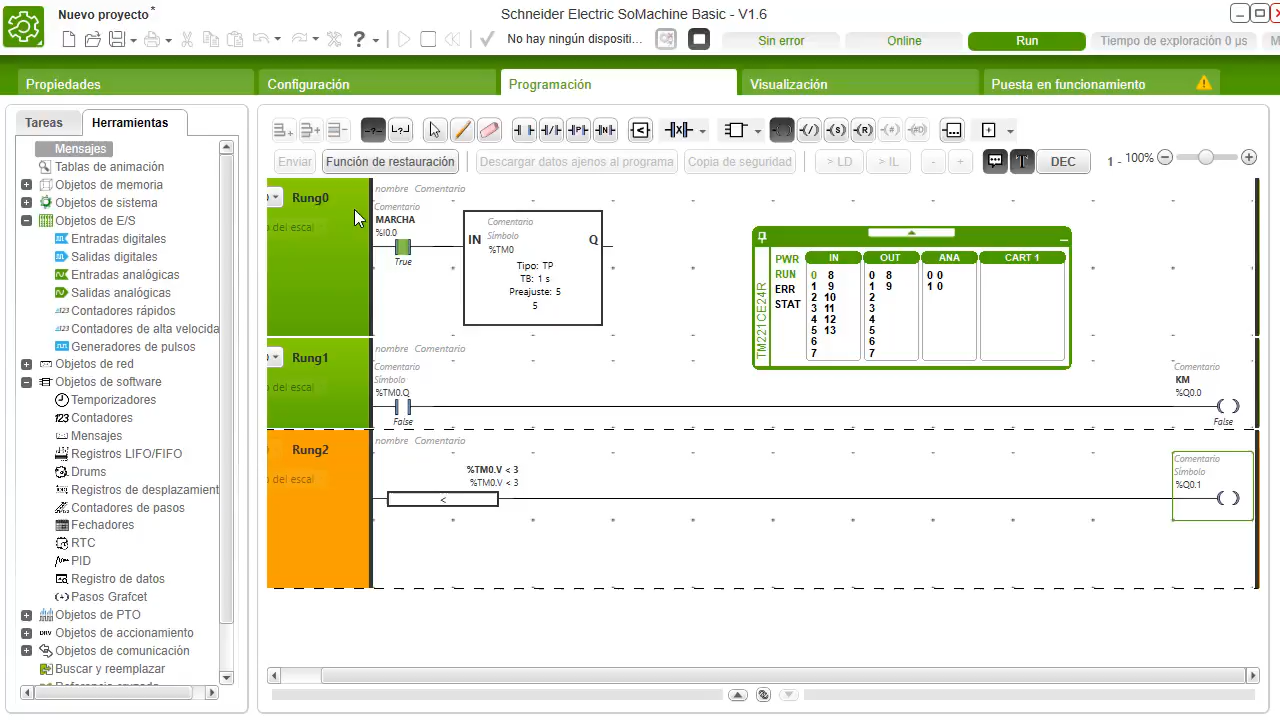 Nuevo proyecto *
Schneider Electric SoMachine Basic - V1.6
No hay ningún dispositi...
Sin error
Online
Run
Tiempo de exploración 0 µs
M
Propiedades
Configuración
Programación
Visualización
Puesta en funcionamiento
Tareas
Herramientas
Mensajes
Tablas de animación
Objetos de memoria
Objetos de sistema
Objetos de E/S
Entradas digitales
Salidas digitales
Entradas analógicas
Salidas analógicas
Contadores rápidos
Contadores de alta velocida
Generadores de pulsos
Objetos de red
Objetos de software
Temporizadores
Contadores
Mensajes
Registros LIFO/FIFO
Drums
Registros de desplazamient
Contadores de pasos
Fechadores
RTC
PID
Registro de datos
Pasos Grafcet
Objetos de PTO
Objetos de accionamiento
Objetos de comunicación
Buscar y reemplazar
Enviar
Función de restauración
Descargar datos ajenos al programa
Copia de seguridad
> LD
> IL
-
+
DEC
1 - 100%
Rung0
o del escal
nombre Comentario
Comentario
MARCHA
%I0.0
True
Comentario
Símbolo
%TM0
IN
Q
Tipo: TP
TB: 1 s
Preajuste: 5
5
TM221CE24R
PWR
RUN
ERR
STAT
IN
OUT
ANA
CART 1
0 8 0 8 0 0
1 9 1 9 1 0
2 10 2
3 11 3
4 12 4
5 13 5
6 6
7 7
Rung1
o del escal
nombre Comentario
Comentario
Símbolo
%TM0.Q
False
Comentario
KM
%Q0.0
False
Rung2
o del escal
nombre Comentario
%TM0.V < 3
%TM0.V < 3
<
Comentario
Símbolo
%Q0.1